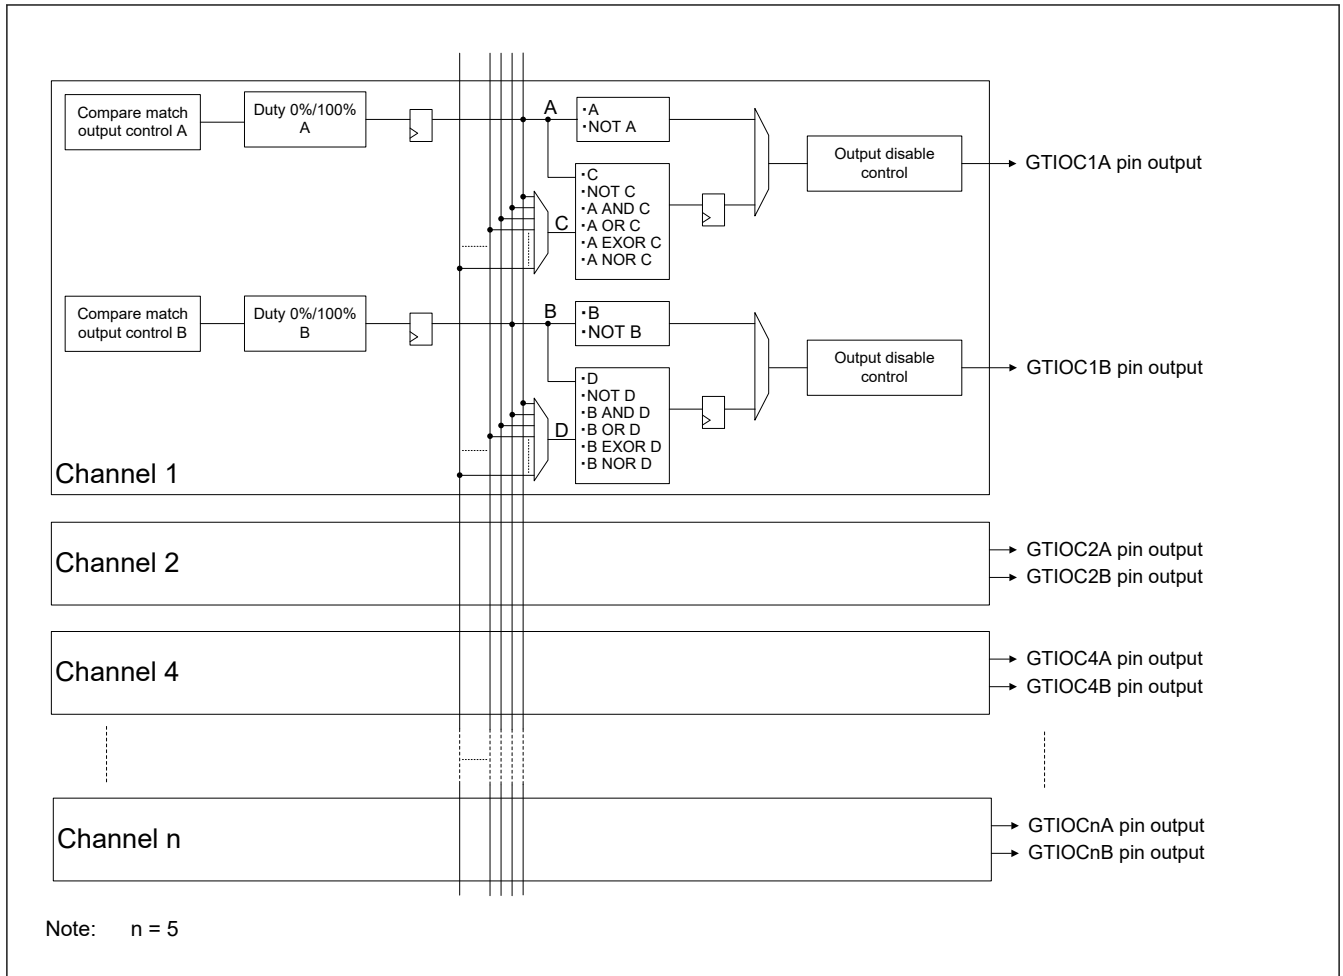 Compare match
output control A
Duty 0%/100%
A
A
・A
・NOT A
・C
・NOT C
・A AND C
・A OR C
・A EXOR C
・A NOR C
C
Output disable
control
GTIOC1A pin output
Compare match
output control B
Duty 0%/100%
B
B
・B
・NOT B
・D
・NOT D
・B AND D
・B OR D
・B EXOR D
・B NOR D
D
Output disable
control
GTIOC1B pin output
Channel 1
Channel 2
GTIOC2A pin output
GTIOC2B pin output
Channel 4
GTIOC4A pin output
GTIOC4B pin output
Channel n
GTIOCnA pin output
GTIOCnB pin output
Note: n = 5